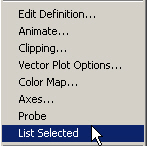 Edit Definition...
Animate...
Clipping...
Vector Plot Options...
Color Map...
Axes...
Probe
List Selected